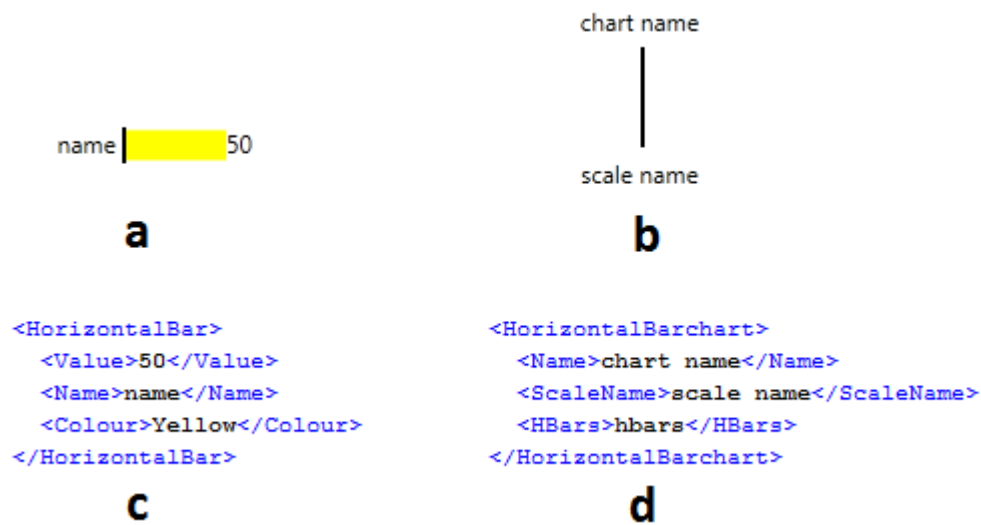 chart name
name 50
scale name
a b
<HorizontalBar>
<Value>50</Value>
<Name>name</Name>
<Colour>Yellow</Colour>
</HorizontalBar>
c
<HorizontalBarchart>
<Name>chart name</Name>
<ScaleName>scale name</ScaleName>
<HBars>hbars</HBars>
</HorizontalBarchart>
d